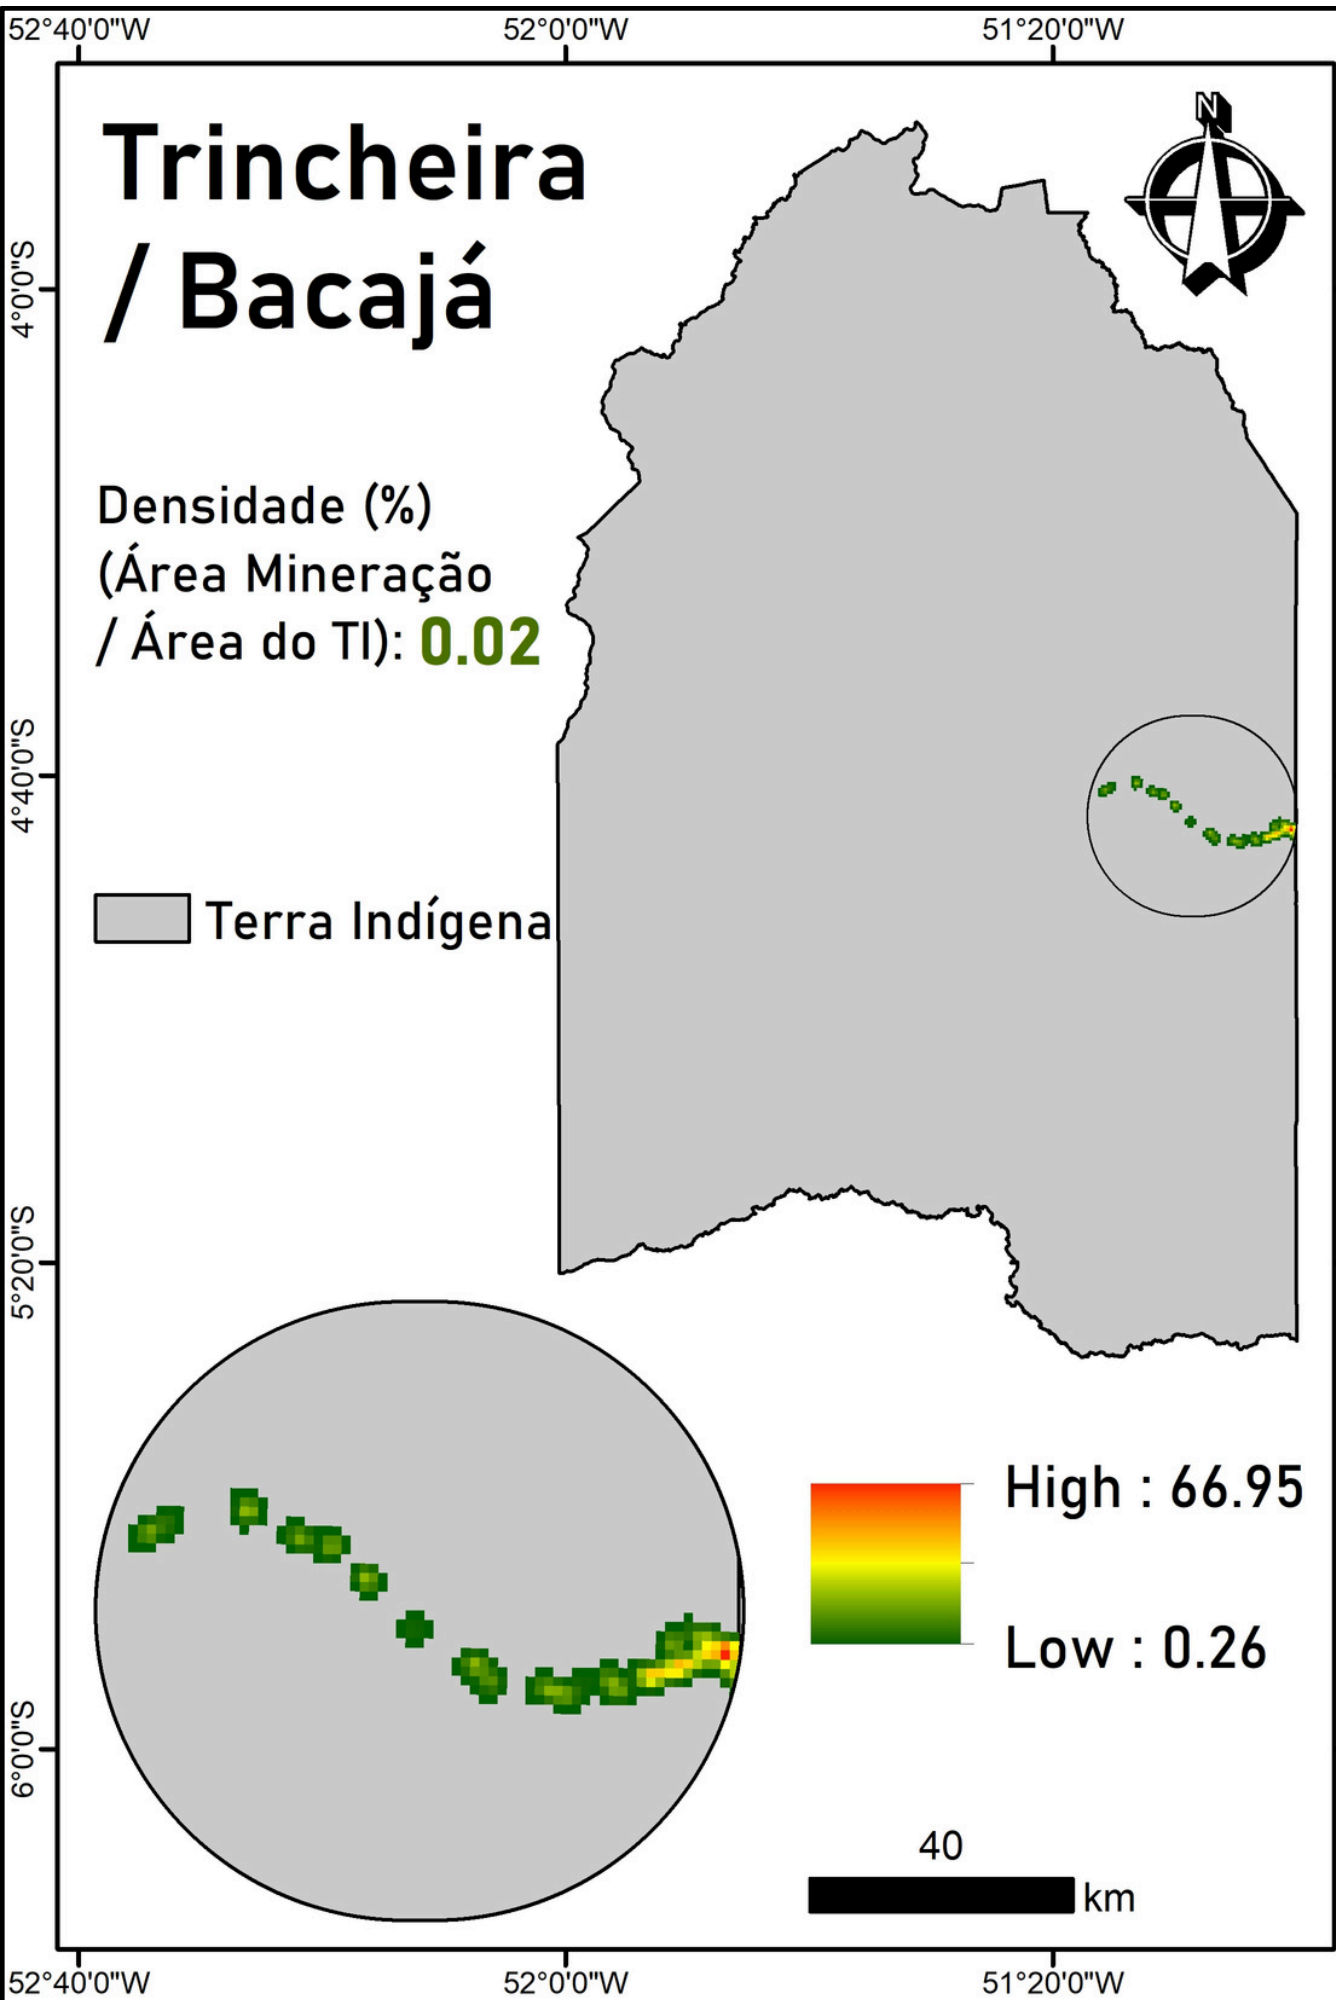 52°40'0"W
52°0'0"W
51°20'0"W
N
Trincheira
/ Bacajá
4°0'0"S
Densidade (%)
(Área Mineração
/ Área do TI): 0.02
4°40'0"S
Terra Indígena
5°20'0"S
High : 66.95
Low : 0.26
6°0'0"S
40
km
52°40'0"W
52°0'0"W
51°20'0"W